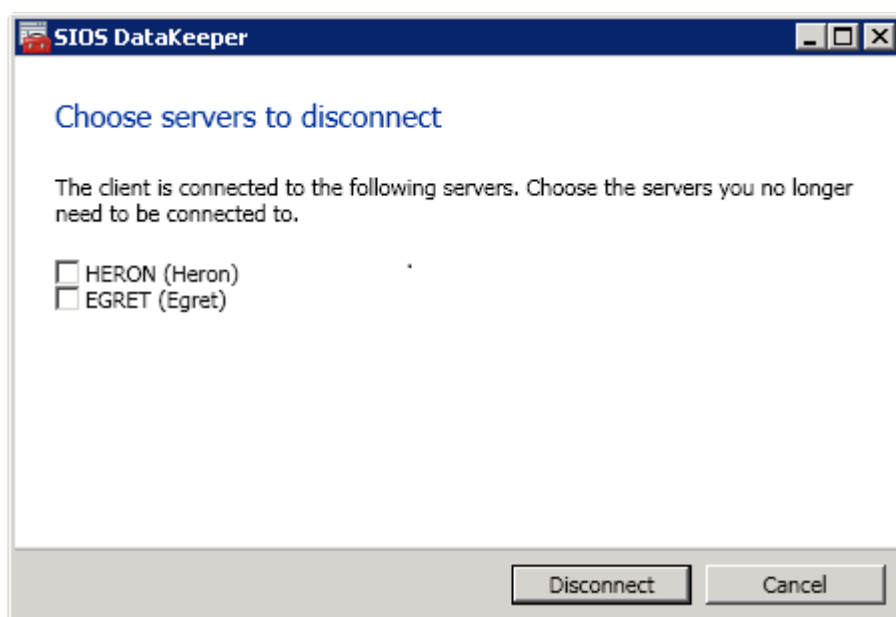 SIOS DataKeeper
Choose servers to disconnect
The client is connected to the following servers. Choose the servers you no longer
need to be connected to.
HERON (Heron)
EGRET (Egret)
Disconnect Cancel